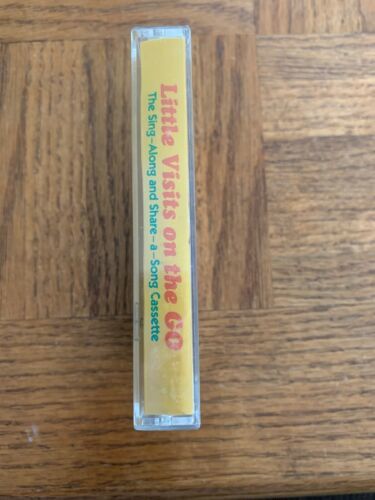 Little Visits on the GO
The Sing-Along and Share-a-Song Cassette